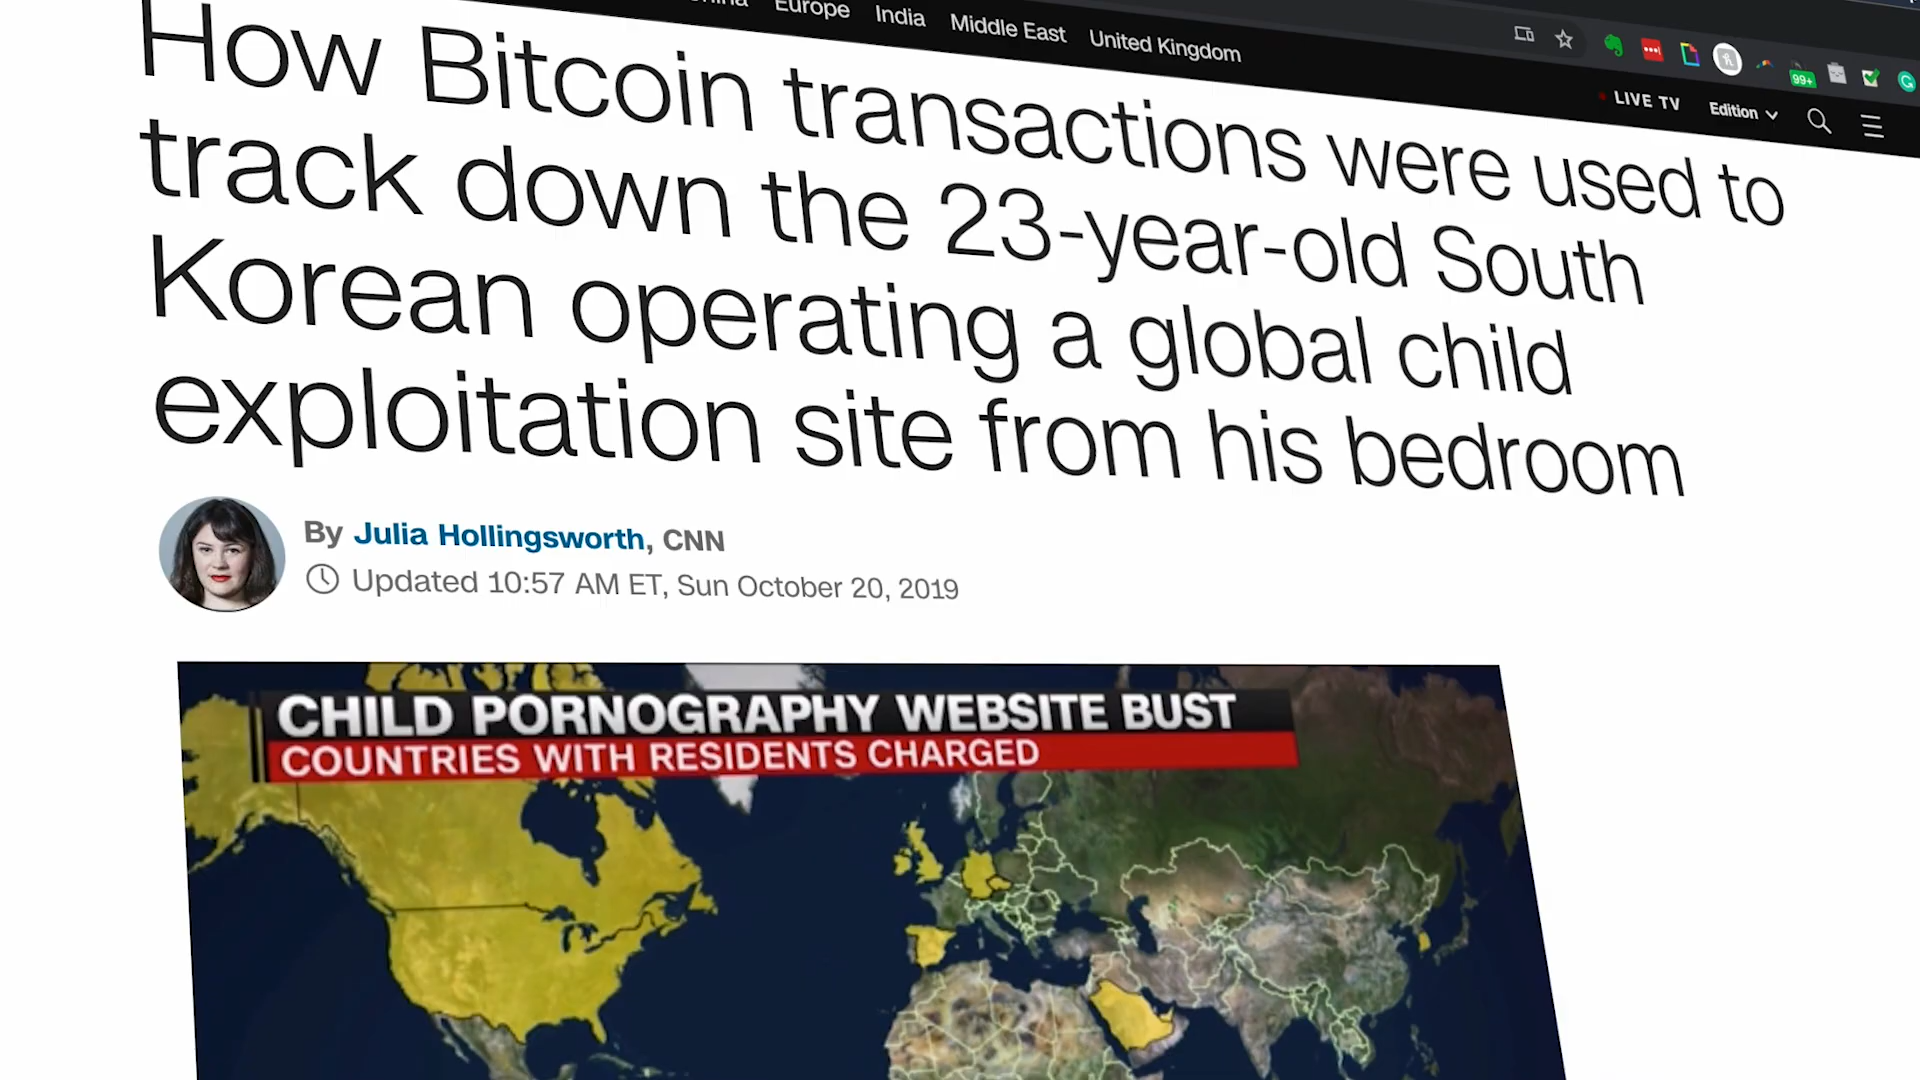 Europe India Middle East United Kingdom
LIVE TV Edition
99+
How Bitcoin transactions were used to
track down the 23-year-old South
Korean operating a global child
exploitation site from his bedroom
By Julia Hollingsworth, CNN
Updated 10:57 AM ET, Sun October 20, 2019
CHILD PORNOGRAPHY WEBSITE BUST
COUNTRIES WITH RESIDENTS CHARGED